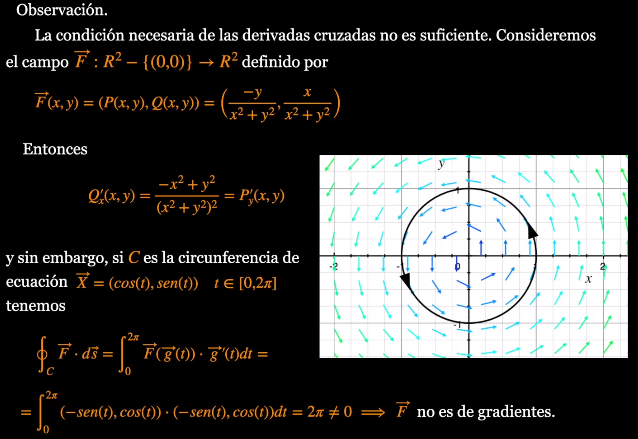 Observación.
La condición necesaria de las derivadas cruzadas no es suficiente. Consideremos
el campo $\overrightarrow{F} : R^2 - \{(0,0)\} \to R^2$ definido por
$\overrightarrow{F}(x, y) = (P(x, y), Q(x, y)) = \left( \frac{-y}{x^2 + y^2}, \frac{x}{x^2 + y^2} \right)$
Entonces
$Q'_x(x, y) = \frac{-x^2 + y^2}{(x^2 + y^2)^2} = P'_y(x, y)$
y sin embargo, si $C$ es la circunferencia de
ecuación $\overrightarrow{X} = (cos(t), sen(t)) \quad t \in [0,2\pi]$
tenemos
$\oint_C \overrightarrow{F} \cdot d\overrightarrow{s} = \int_0^{2\pi} \overrightarrow{F}(\overrightarrow{g}(t)) \cdot \overrightarrow{g}'(t)dt =$
$= \int_0^{2\pi} (-sen(t), cos(t)) \cdot (-sen(t), cos(t))dt = 2\pi \neq 0 \implies \overrightarrow{F}$ no es de gradientes.
y
1
-2 0 2
x
-1